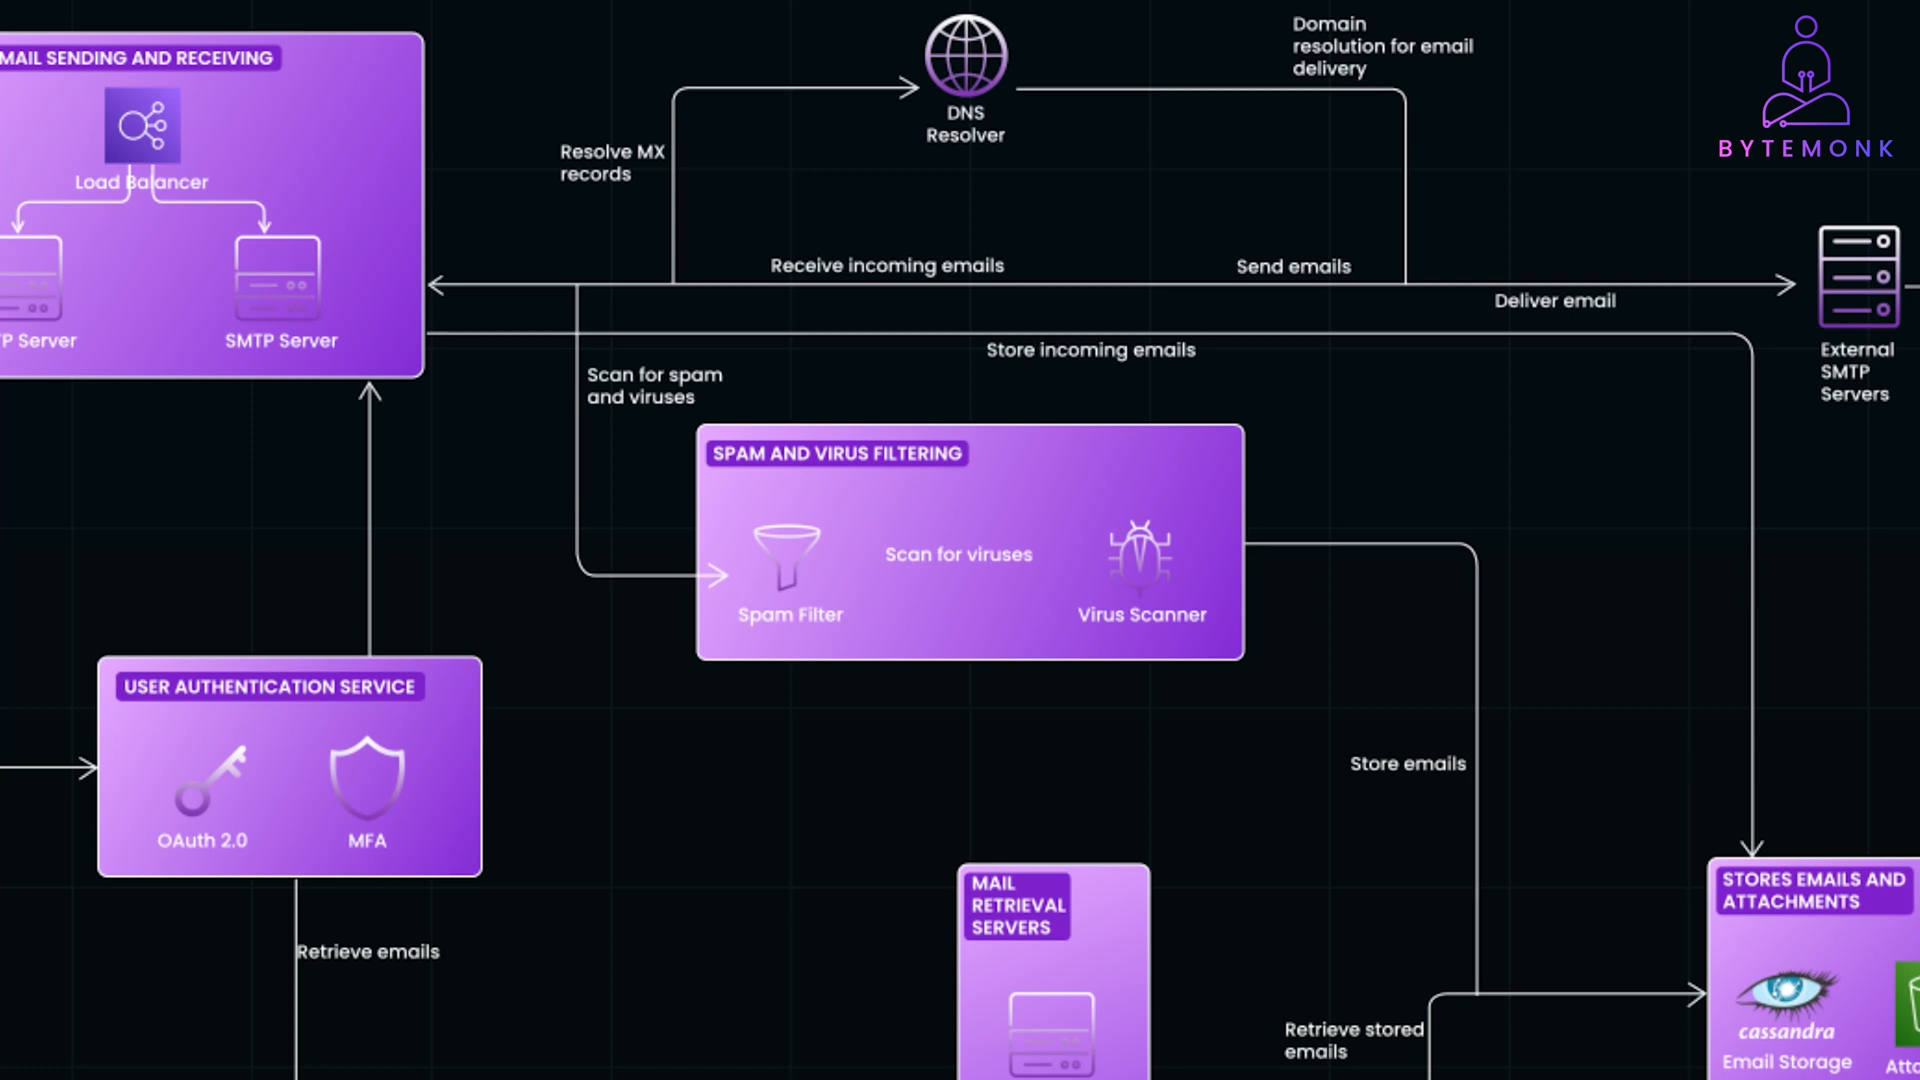 MAIL SENDING AND RECEIVING
Load Balancer
P Server
SMTP Server
DNS
Resolver
Domain
resolution for email
delivery
BYTEMONK
Resolve MX
records
Receive incoming emails
Send emails
Deliver email
Store incoming emails
External
SMTP
Servers
Scan for spam
and viruses
SPAM AND VIRUS FILTERING
Scan for viruses
Spam Filter
Virus Scanner
USER AUTHENTICATION SERVICE
OAuth 2.0
MFA
Retrieve emails
Store emails
MAIL
RETRIEVAL
SERVERS
Retrieve stored
emails
STORES EMAILS AND
ATTACHMENTS
cassandra
Email Storage
Atta